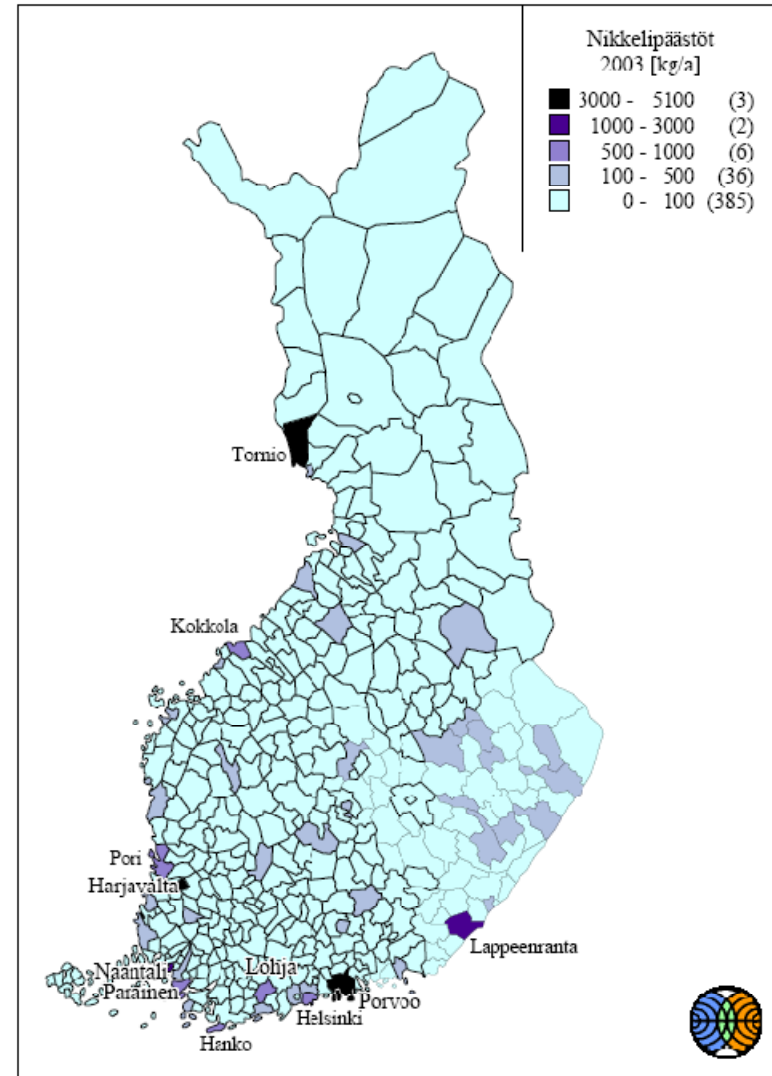 Nikkelipäästöt
2003 [kg/a]
3000 - 5100 (3)
1000 - 3000 (2)
500 - 1000 (6)
100 - 500 (36)
0 - 100 (385)
Tornio
Kokkola
Pori
Harjavalta
Lappeenranta
Naantali
Lohja
Parainen
Porvoo
Helsinki
Hanko